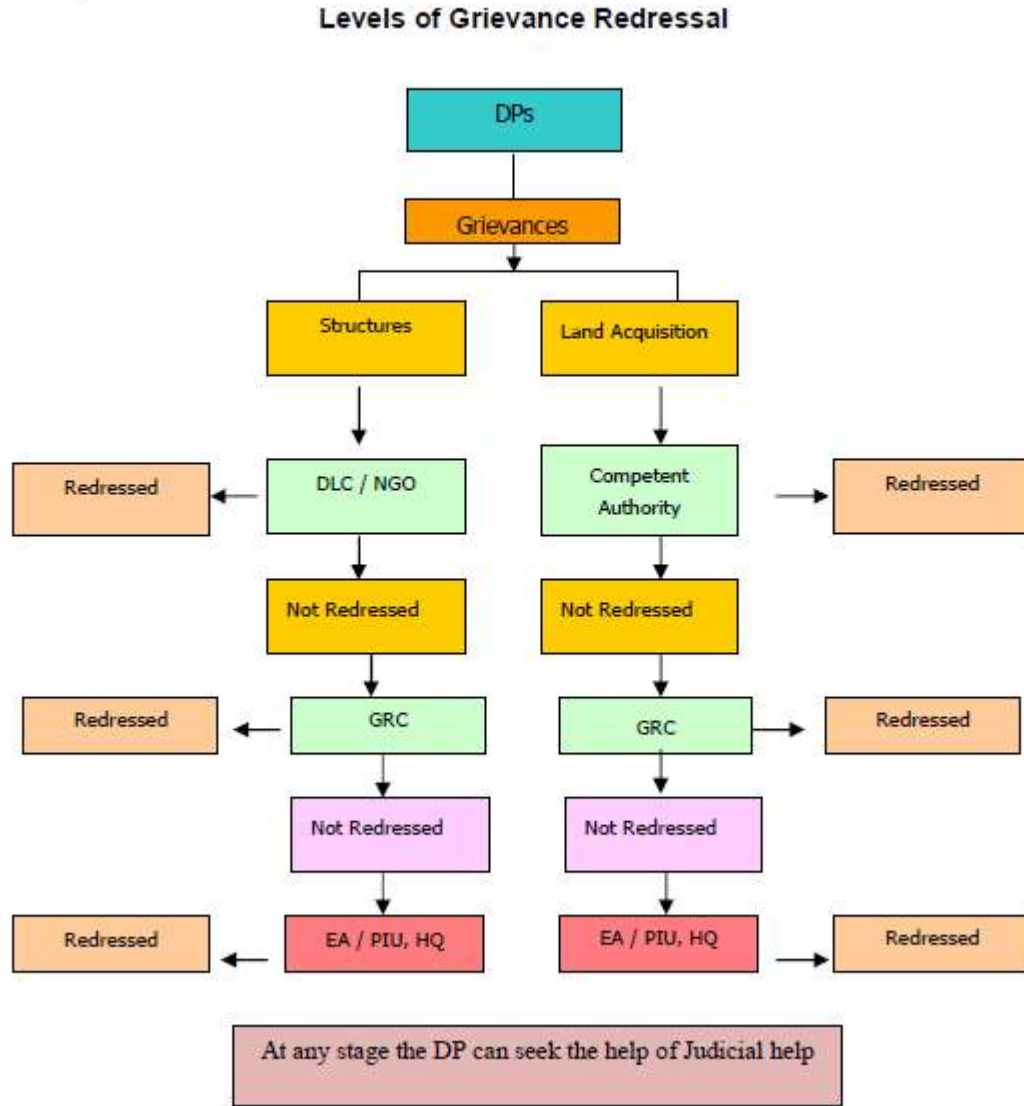 Levels of Grievance Redressal
DPs
Grievances
Structures
Land Acquisition
Redressed
DLC / NGO
Competent
Authority
Redressed
Not Redressed
Not Redressed
Redressed
GRC
GRC
Redressed
Not Redressed
Not Redressed
Redressed
EA / PIU, HQ
EA / PIU, HQ
Redressed
At any stage the DP can seek the help of Judicial help